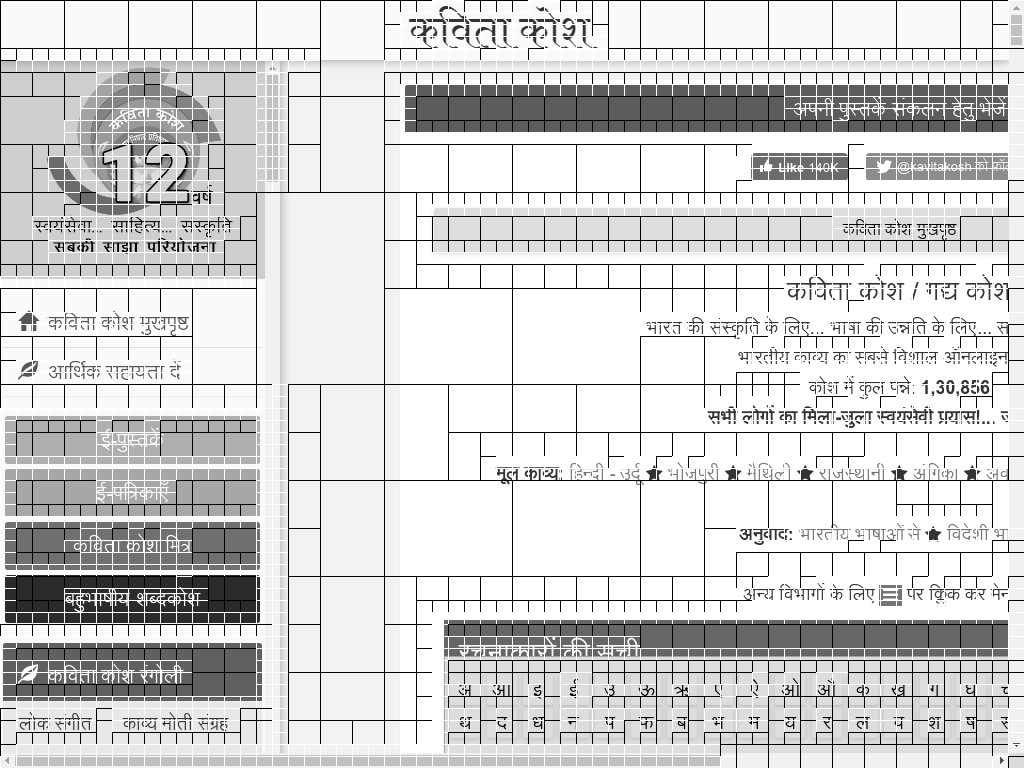 कविता कोश
कविता कोश
12
वर्ष
स्वयंसेवा... साहित्य... संस्कृति
सबकी साझा परियोजना
कविता कोश मुखपृष्ठ
आर्थिक सहायता दें
ई-पुस्तकें
ई-पत्रिकाएँ
कविता कोश मित्र
बहुभाषीय शब्दकोश
कविता कोश रंगोली
लोक संगीत काव्य मोती संग्रह
अपनी पुस्तकें संकलन हेतु भेजें
Like 140K @kavitakosh को
कविता कोश मुखपृष्ठ
कविता कोश / गद्य कोश
भारत की संस्कृति के लिए... भाषा की उन्नति के लिए...
भारतीय काव्य का सबसे विशाल ऑनलाइन
कोश में कुल पन्ने: 1,30,856
सभी लोगों का मिला-जुला स्वयंसेवी प्रयास!...
मूल काव्य: हिन्दी - उर्दू ★ भोजपुरी ★ मैथिली ★ राजस्थानी ★ अंगिका ★
अनुवाद: भारतीय भाषाओं से ★ विदेशी
अन्य विभागों के लिए पर क्लिक कर
रचनाकारों की सूची
अ आ इ ई उ ऊ ऋ ए ऐ ओ औ क ख ग घ
थ द ध न प फ ब भ म य र ल व श ष